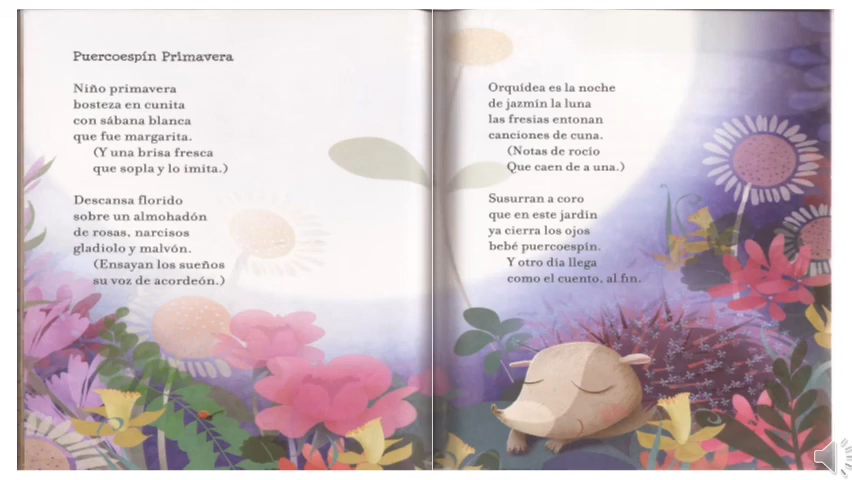 Puercoespín Primavera
Niño primavera
bosteza en cunita
con sábana blanca
que fue margarita.
(Y una brisa fresca
que sopla y lo imita.)
Descansa florido
sobre un almohadón
de rosas, narcisos
gladiolo y malvón.
(Ensayan los sueños
su voz de acordeón.)
Orquídea es la noche
de jazmín la luna
las fresias entonan
canciones de cuna.
(Notas de rocío
Que caen de a una.)
Susurran a coro
que en este jardín
ya cierra los ojos
bebé puercoespín.
Y otro día llega
como el cuento, al fin.